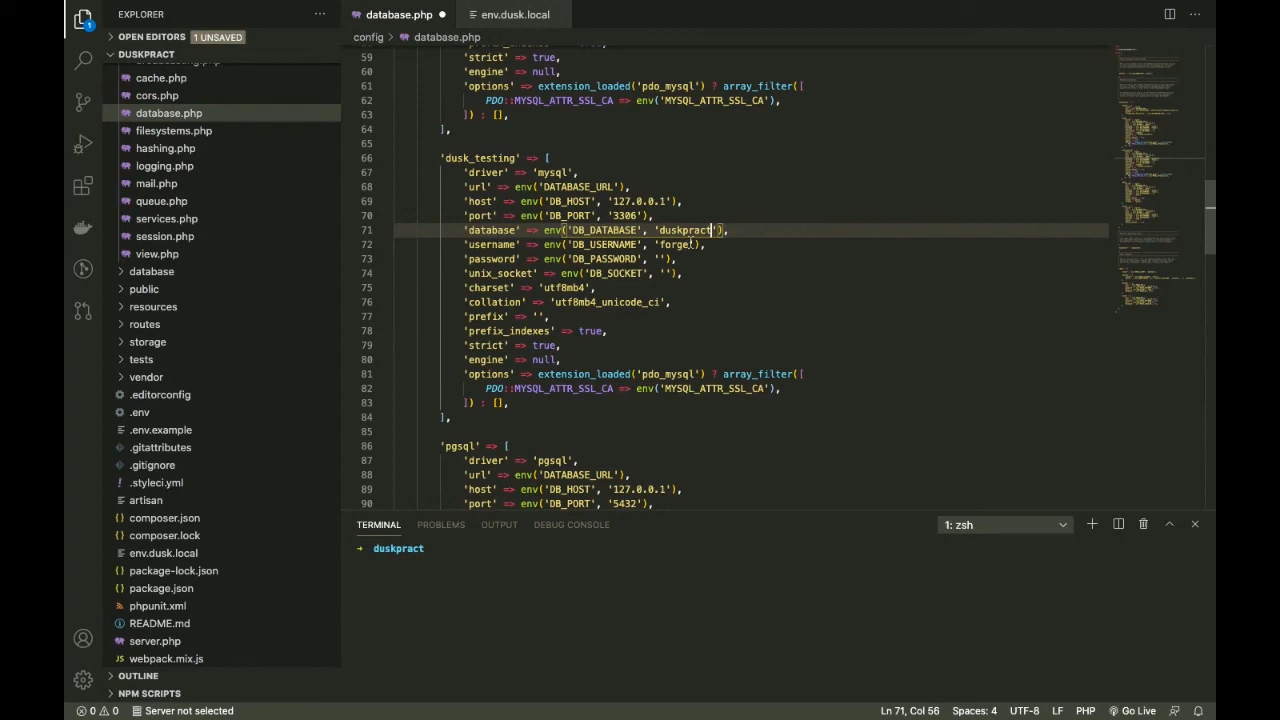 EXPLORER
OPEN EDITORS 1 UNSAVED
DUSKPRACT
cache.php
cors.php
database.php
filesystems.php
hashing.php
logging.php
mail.php
queue.php
services.php
session.php
view.php
database
public
resources
routes
storage
tests
vendor
.editorconfig
.env
.env.example
.gitattributes
.gitignore
.styleci.yml
artisan
composer.json
composer.lock
env.dusk.local
package-lock.json
package.json
phpunit.xml
README.md
server.php
webpack.mix.js
OUTLINE
NPM SCRIPTS
database.php env.dusk.local
config > database.php
59 'strict' => true,
60 'engine' => null,
61 'options' => extension_loaded('pdo_mysql') ? array_filter([
62 PDO::MYSQL_ATTR_SSL_CA => env('MYSQL_ATTR_SSL_CA'),
63 ]) : [],
64 ],
65
66 'dusk_testing' => [
67 'driver' => 'mysql',
68 'url' => env('DATABASE_URL'),
69 'host' => env('DB_HOST', '127.0.0.1'),
70 'port' => env('DB_PORT', '3306'),
71 'database' => env('DB_DATABASE', 'duskpract'),
72 'username' => env('DB_USERNAME', 'forge'),
73 'password' => env('DB_PASSWORD', ''),
74 'unix_socket' => env('DB_SOCKET', ''),
75 'charset' => 'utf8mb4',
76 'collation' => 'utf8mb4_unicode_ci',
77 'prefix' => '',
78 'prefix_indexes' => true,
79 'strict' => true,
80 'engine' => null,
81 'options' => extension_loaded('pdo_mysql') ? array_filter([
82 PDO::MYSQL_ATTR_SSL_CA => env('MYSQL_ATTR_SSL_CA'),
83 ]) : [],
84 ],
85
86 'pgsql' => [
87 'driver' => 'pgsql',
88 'url' => env('DATABASE_URL'),
89 'host' => env('DB_HOST', '127.0.0.1'),
90 'port' => env('DB_PORT', '5432'),
TERMINAL PROBLEMS OUTPUT DEBUG CONSOLE 1: zsh
→ duskpract
0 0 Server not selected Ln 71, Col 56 Spaces: 4 UTF-8 LF PHP Go Live